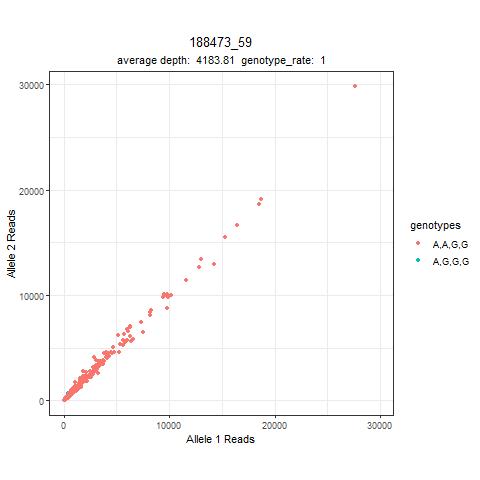 188473_59
average depth: 4183.81 genotype_rate: 1
30000
20000
10000
0
Allele 2 Reads
0 10000 20000 30000
Allele 1 Reads
genotypes
A,A,G,G
A,G,G,G